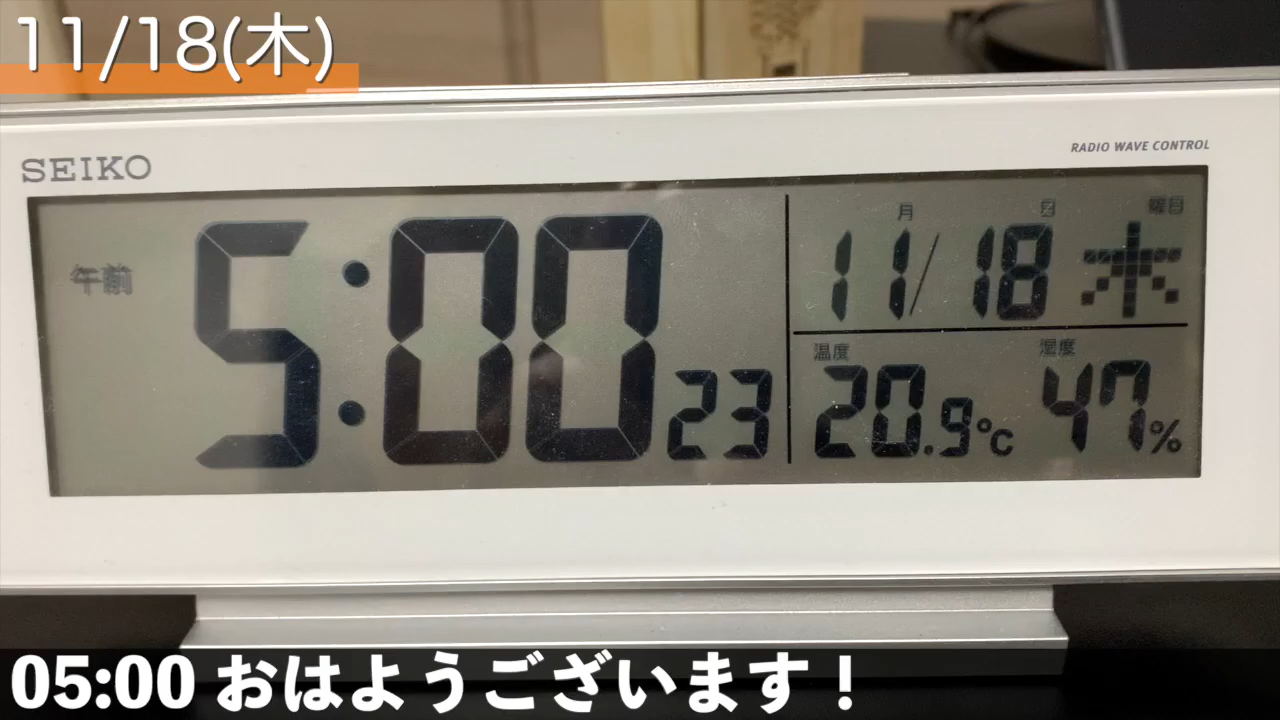 11/18(木)
SEIKO
RADIO WAVE CONTROL
午前 5:00 23
月 日 曜日
11/18 木
温度 湿度
20.9℃ 47%
05:00 おはようございます！